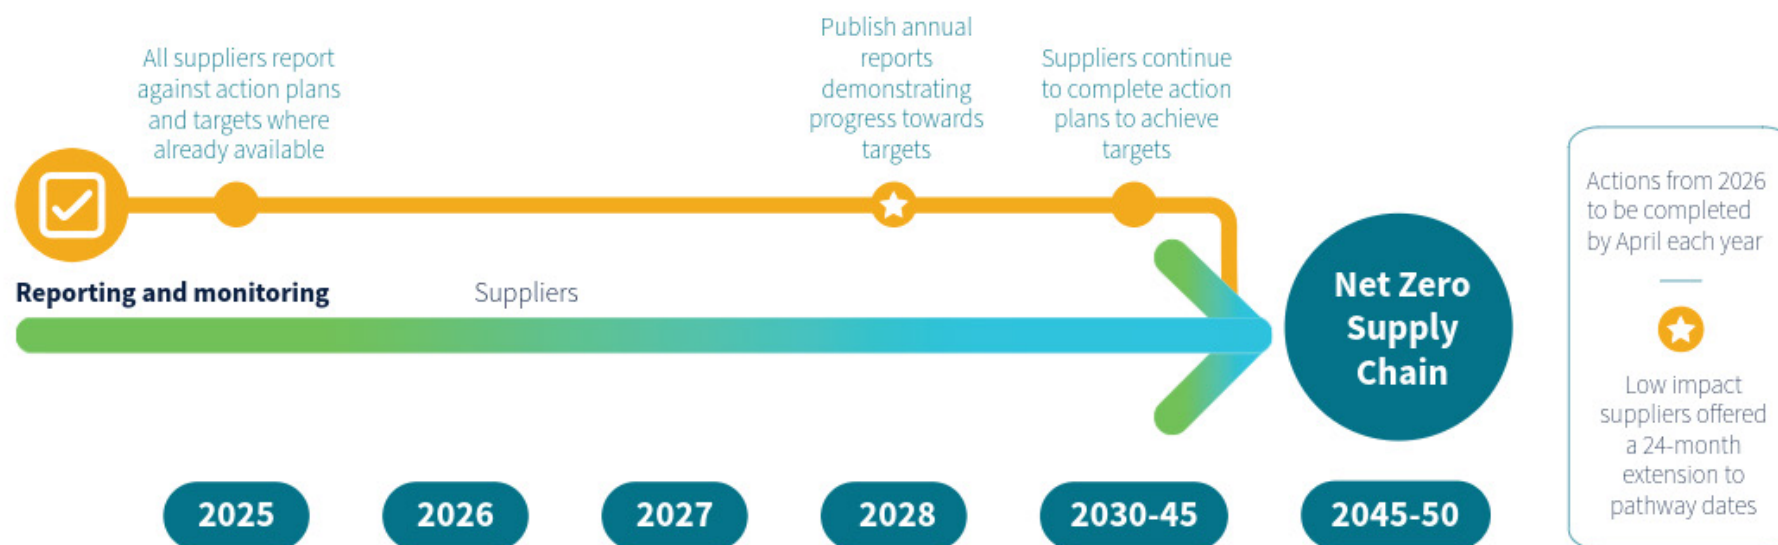 All suppliers report
against action plans
and targets where
already available
Publish annual
reports
demonstrating
progress towards
targets
Suppliers continue
to complete action
plans to achieve
targets
Reporting and monitoring
Suppliers
Net Zero
Supply
Chain
2025
2026
2027
2028
2030-45
2045-50
Actions from 2026
to be completed
by April each year
Low impact
suppliers offered
a 24-month
extension to
pathway dates